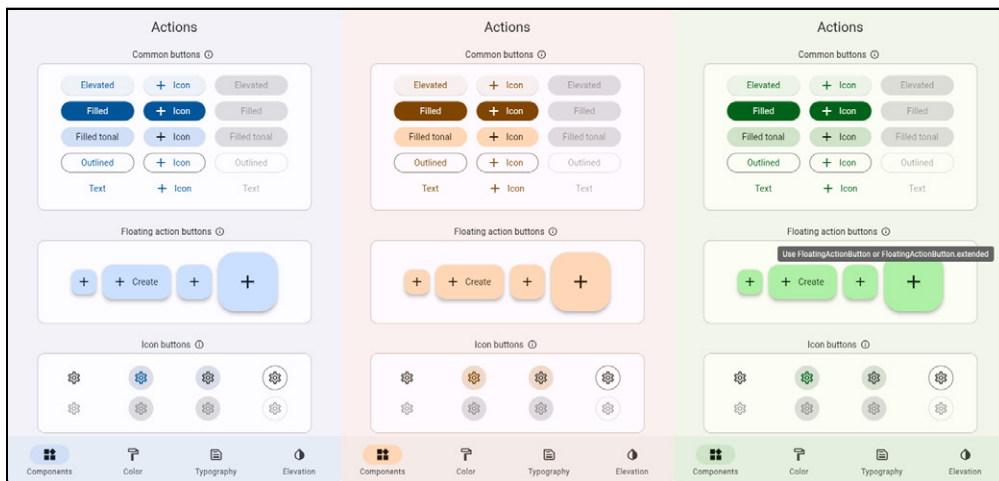 Actions
Common buttons
Elevated + Icon Elevated
Filled + Icon Filled
Filled tonal + Icon Filled tonal
Outlined + Icon Outlined
Text + Icon Text
Floating action buttons
+ + Create + +
Icon buttons
Components Color Typography Elevation
Actions
Common buttons
Elevated + Icon Elevated
Filled + Icon Filled
Filled tonal + Icon Filled tonal
Outlined + Icon Outlined
Text + Icon Text
Floating action buttons
+ + Create + +
Icon buttons
Components Color Typography Elevation
Actions
Common buttons
Elevated + Icon Elevated
Filled + Icon Filled
Filled tonal + Icon Filled tonal
Outlined + Icon Outlined
Text + Icon Text
Floating action buttons
Use FloatingActionButton or FloatingActionButton.extended
+ + Create + +
Icon buttons
Components Color Typography Elevation